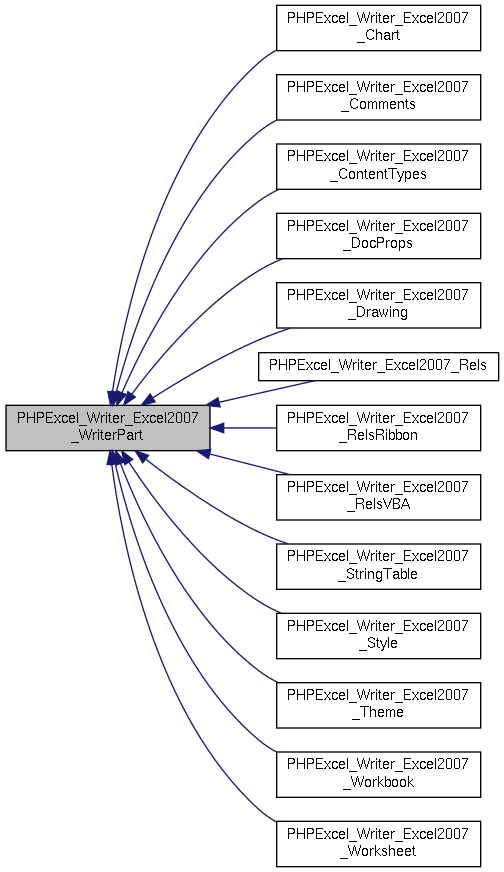 PHPExcel_Writer_Excel2007
_Chart
PHPExcel_Writer_Excel2007
_Comments
PHPExcel_Writer_Excel2007
_ContentTypes
PHPExcel_Writer_Excel2007
_DocProps
PHPExcel_Writer_Excel2007
_Drawing
PHPExcel_Writer_Excel2007_Rels
PHPExcel_Writer_Excel2007
_WriterPart
PHPExcel_Writer_Excel2007
_RelsRibbon
PHPExcel_Writer_Excel2007
_RelsVBA
PHPExcel_Writer_Excel2007
_StringTable
PHPExcel_Writer_Excel2007
_Style
PHPExcel_Writer_Excel2007
_Theme
PHPExcel_Writer_Excel2007
_Workbook
PHPExcel_Writer_Excel2007
_Worksheet